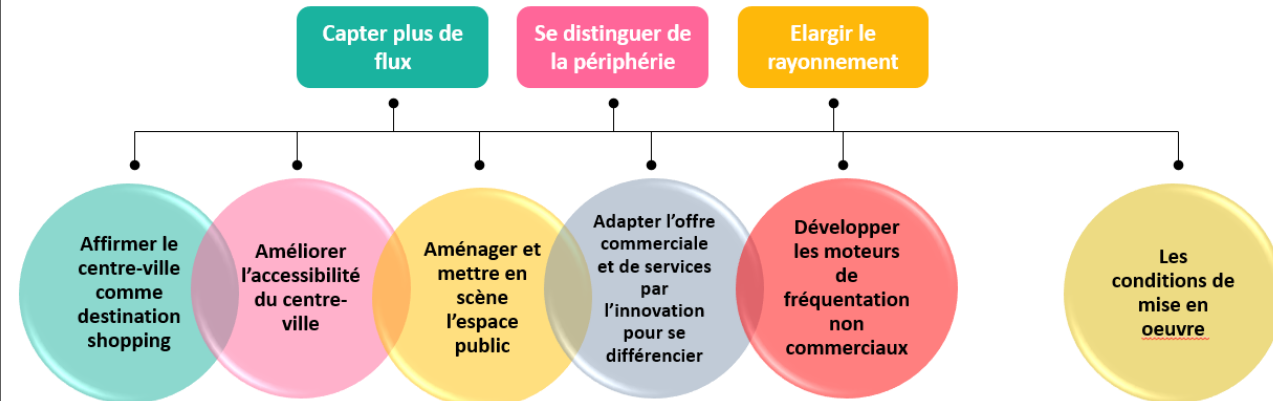 Capter plus de
flux
Se distinguer de
la périphérie
Elargir le
rayonnement
Affirmer le
centre-ville
comme
destination
shopping
Améliorer
l'accessibilité
du centre-
ville
Aménager et
mettre en
scène
l'espace
public
Adapter l'offre
commerciale
et de services
par
l'innovation
pour se
différencier
Développer
les moteurs
de
fréquentation
non
commerciaux
Les
conditions de
mise en
oeuvre